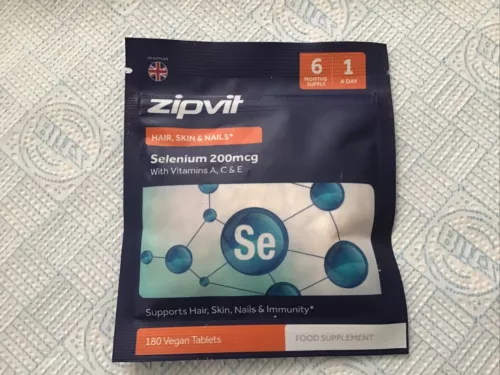 6
MONTHS
SUPPLY
1
A DAY
zipvit
HAIR, SKIN & NAILS*
Selenium 200mcg
With Vitamins A, C & E
Se
Supports Hair, Skin, Nails & Immunity*
180 Vegan Tablets
FOOD SUPPLEMENT